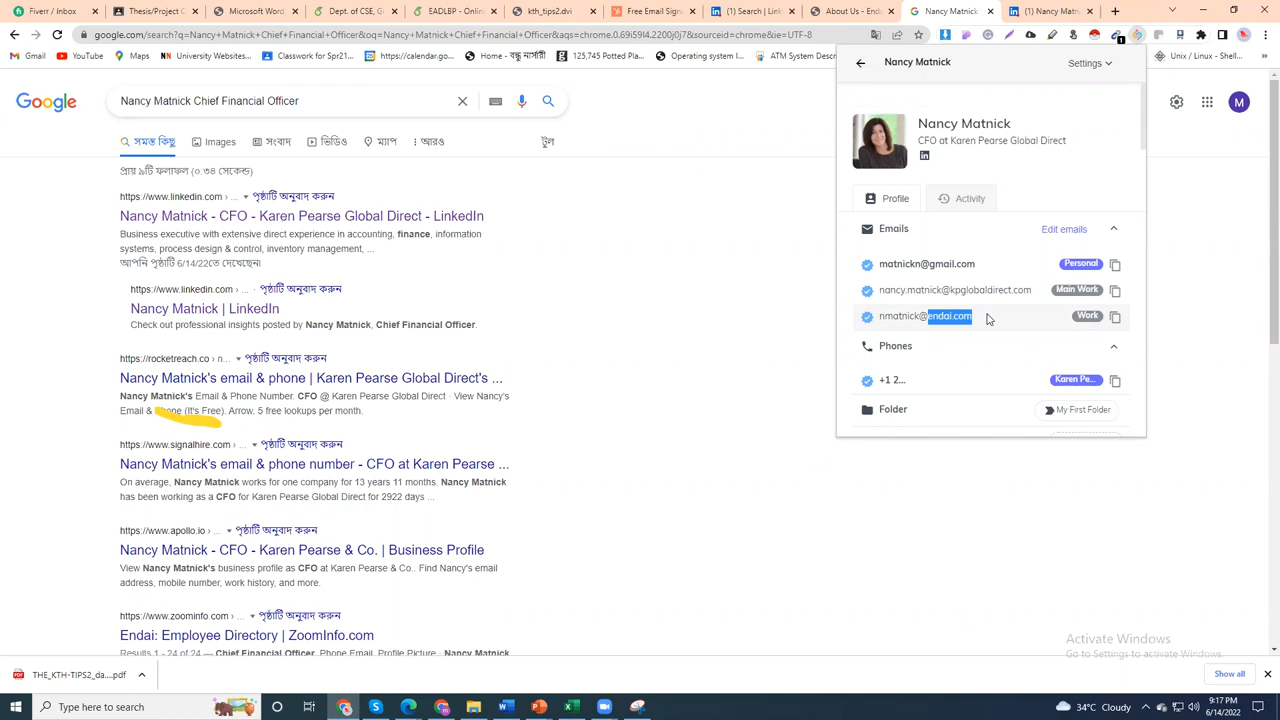 Fiverr / In
Dept. of CSE, G
EADLBP - Onlin
kth_tips2.dvi
Free Email Sign
Search | Link
About Us - Enda
Nancy Matnick
(1) Nancy Matn
google.com/search?q=Nancy+Matnick+Chief+Financial+Officer&oq=Nancy+Matnick+Chief+Financial+Officer&aqs=chrome.0.69i59l4.2200j0j7&sourceid=chrome&ie=UTF-8
Gmail
YouTube
Maps
University Websites
Classwork for Spr21
https://calendar.go...
Hotel - বন্ধু নার্সারী
125,745 Potted Pla...
Operating system i...
ATM System Descri
Unix / Linux - Shell...
Nancy Matnick
Settings
Google
Nancy Matnick Chief Financial Officer
M
সমস্ত কিছু
Images
সংবাদ
ভিডিও
ম্যাপ
আরও
টুল
প্রায় ৯টি ফলাফল (০.৩৪ সেকেন্ড)
https://www.linkedin.com › ...
পৃষ্ঠাটি অনুবাদ করুন
Nancy Matnick - CFO - Karen Pearse Global Direct - LinkedIn
Business executive with extensive direct experience in accounting, finance, information
systems, process design & control, inventory management, ...
আপনি পৃষ্ঠাটি 6/14/22তে দেখেছেন৷
https://www.linkedin.com › ...
পৃষ্ঠাটি অনুবাদ করুন
Nancy Matnick | LinkedIn
Check out professional insights posted by Nancy Matnick, Chief Financial Officer.
https://rocketreach.co › n...
পৃষ্ঠাটি অনুবাদ করুন
Nancy Matnick's email & phone | Karen Pearse Global Direct's ...
Nancy Matnick's Email & Phone Number. CFO @ Karen Pearse Global Direct · View Nancy's
Email & Phone (It's Free). Arrow. 5 free lookups per month.
https://www.signalhire.com › ...
পৃষ্ঠাটি অনুবাদ করুন
Nancy Matnick's email & phone number - CFO at Karen Pearse ...
On average, Nancy Matnick works for one company for 13 years 11 months. Nancy Matnick
has been working as a CFO for Karen Pearse Global Direct for 2922 days ...
https://www.apollo.io › ...
পৃষ্ঠাটি অনুবাদ করুন
Nancy Matnick - CFO - Karen Pearse & Co. | Business Profile
View Nancy Matnick's business profile as CFO at Karen Pearse & Co.. Find Nancy's email
address, mobile number, work history, and more.
https://www.zoominfo.com › ...
পৃষ্ঠাটি অনুবাদ করুন
Endai: Employee Directory | ZoomInfo.com
Results 1 - 24 of 24 — Chief Financial Officer. Phone Email. Profile Picture · Nancy Matnick
Nancy Matnick
CFO at Karen Pearse Global Direct
Profile
Activity
Emails
Edit emails
matnickn@gmail.com
Personal
nancy.matnick@kpglobaldirect.com
Main Work
nmatnick@endai.com
Work
Phones
+1 2...
Karen Pe...
Folder
My First Folder
Activate Windows
Go to Settings to activate Windows.
THE_KTH-TIPS2_da....pdf
Show all
Type here to search
34°C Cloudy
9:17 PM
6/14/2022